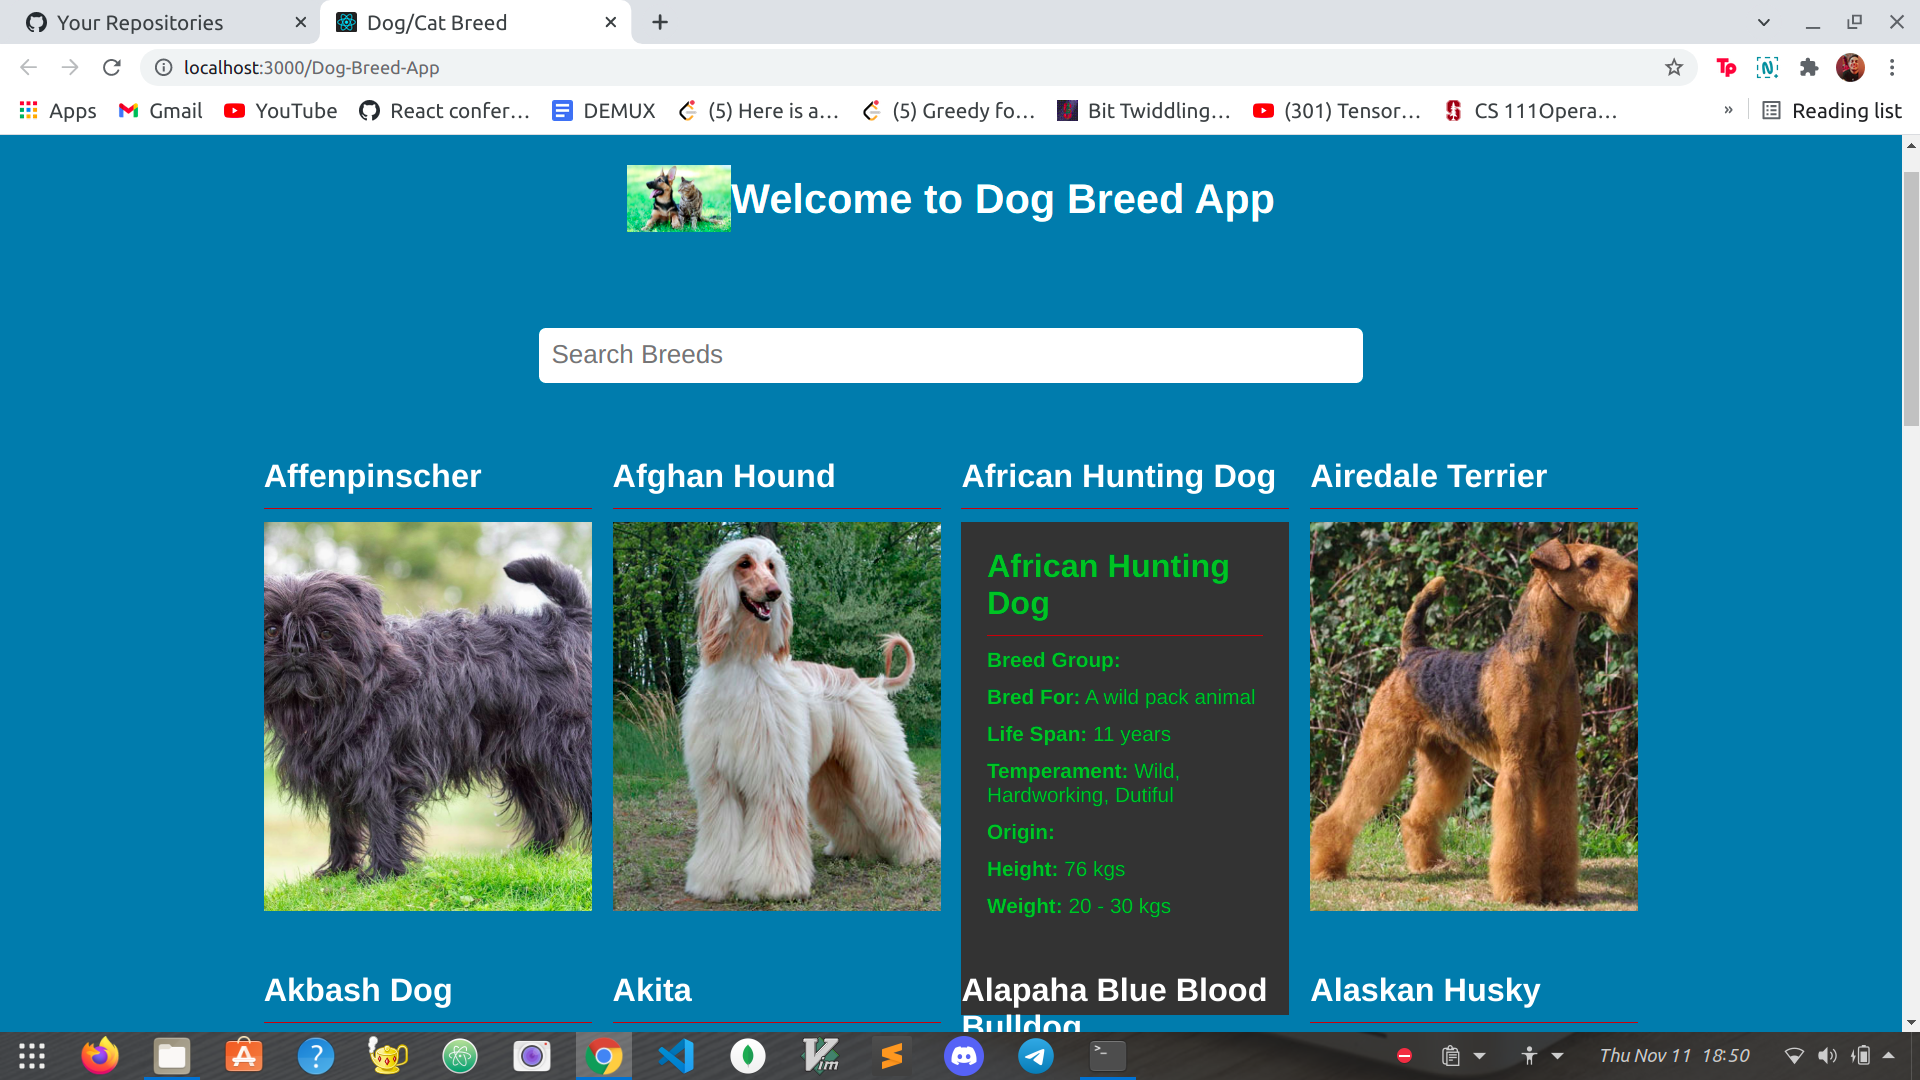 Your Repositories
Dog/Cat Breed
localhost:3000/Dog-Breed-App
Tp
N
Apps
Gmail
YouTube
React confer...
DEMUX
(5) Here is a...
(5) Greedy fo...
Bit Twiddling...
(301) Tensor...
CS 111Opera...
»
Reading list
Welcome to Dog Breed App
Search Breeds
Affenpinscher
Afghan Hound
African Hunting Dog
Airedale Terrier
African Hunting
Dog
Breed Group:
Bred For: A wild pack animal
Life Span: 11 years
Temperament: Wild,
Hardworking, Dutiful
Origin:
Height: 76 kgs
Weight: 20 - 30 kgs
Akbash Dog
Akita
Alapaha Blue Blood
Bulldog
Alaskan Husky
Thu Nov 11 18:50